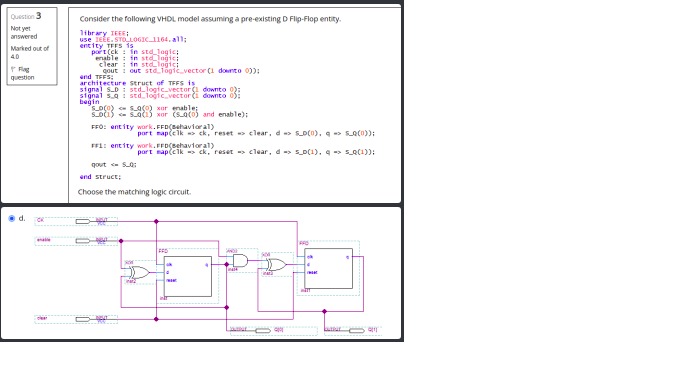 Question 3
Not yet
answered
Marked out of
4.0
Flag
question
Consider the following VHDL model assuming a pre-existing D Flip-Flop entity.
library IEEE;
use IEEE.STD_LOGIC_1164.all;
entity TFFS is
port(ck : in std_logic;
enable : in std_logic;
clear : in std_logic;
qout : out std_logic_vector(1 downto 0));
end TFFS;
architecture Struct of TFFS is
signal S_D : std_logic_vector(1 downto 0);
signal S_Q : std_logic_vector(1 downto 0);
begin
S_D(0) <= S_Q(0) xor enable;
S_D(1) <= S_Q(1) xor (S_Q(0) and enable);
FF0: entity work.FFD(Behavioral)
port map(clk => ck, reset => clear, d => S_D(0), q => S_Q(0));
FF1: entity work.FFD(Behavioral)
port map(clk => ck, reset => clear, d => S_D(1), q => S_Q(1));
qout <= S_Q;
end Struct;
Choose the matching logic circuit.
d.
CK
INPUT
VCC
enable
INPUT
VCC
XOR
inst2
FFD
clk
d
reset
q
inst
AND2
XOR
inst3
FFD
clk
d
reset
q
inst1
clear
INPUT
VCC
OUTPUT
Q[0]
OUTPUT
Q[1]